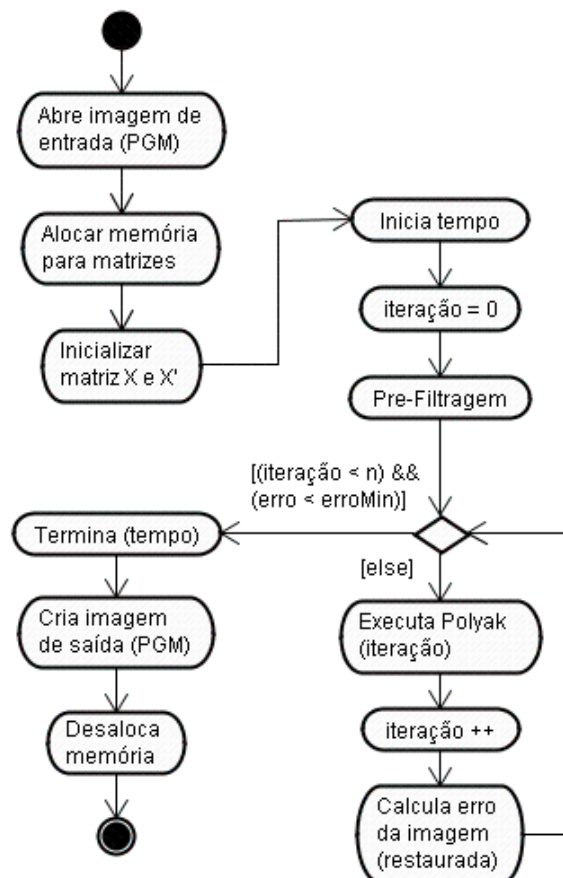 Abre imagem de
entrada (PGM)
Alocar memória
para matrizes
Inicializar
matriz X e X'
Inicia tempo
iteração = 0
Pre-Filtragem
[(iteração < n) &&
(erro < erroMin)]
Termina (tempo)
[else]
Cria imagem
de saída (PGM)
Desaloca
memória
Executa Polyak
(iteração)
iteração ++
Calcula erro
da imagem
(restaurada)